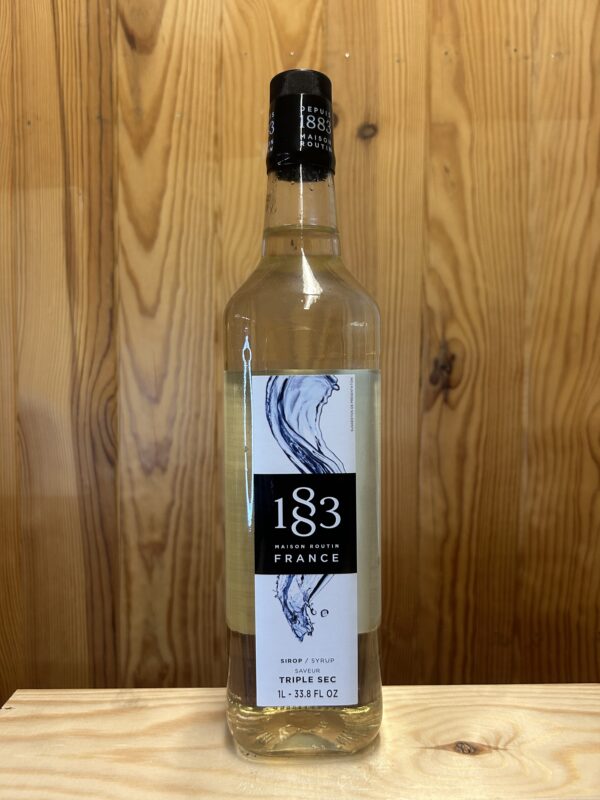 DEPUIS
1883
MAISON
ROUTIN
1883
MAISON ROUTIN
FRANCE
SIROP / SYRUP
SAVEUR
TRIPLE SEC
1L - 33.8 FL OZ